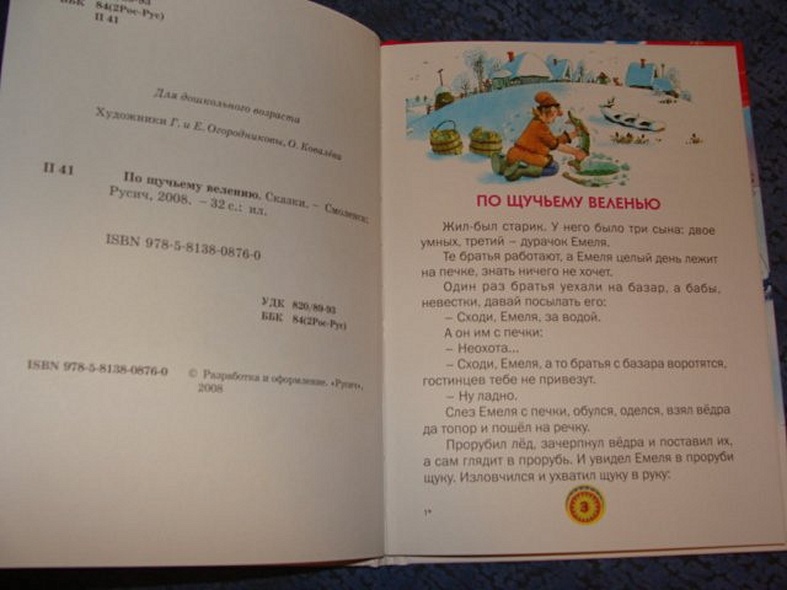 ББК 84(2Рос-Рус)
П 41
Для дошкольного возраста
Художники Г. и Е. Огородниковы, О. Ковалёва
П 41
По щучьему велению. Сказки. – Смоленск:
Русич, 2008. – 32 с.: ил.
ISBN 978-5-8138-0876-0
УДК 820/89-93
ББК 84(2Рос-Рус)
ISBN 978-5-8138-0876-0
© Разработка и оформление. «Русич»,
2008
ПО ЩУЧЬЕМУ ВЕЛЕНЬЮ
Жил-был старик. У него было три сына: двое
умных, третий – дурачок Емеля.
Те братья работают, а Емеля целый день лежит
на печке, знать ничего не хочет.
Один раз братья уехали на базар, а бабы,
невестки, давай посылать его:
– Сходи, Емеля, за водой.
А он им с печки:
– Неохота...
– Сходи, Емеля, а то братья с базара воротятся,
гостинцев тебе не привезут.
– Ну ладно.
Слез Емеля с печки, обулся, оделся, взял вёдра
да топор и пошёл на речку.
Прорубил лёд, зачерпнул вёдра и поставил их,
а сам глядит в прорубь. И увидел Емеля в проруби
щуку. Изловчился и ухватил щуку в руку:
1*
3